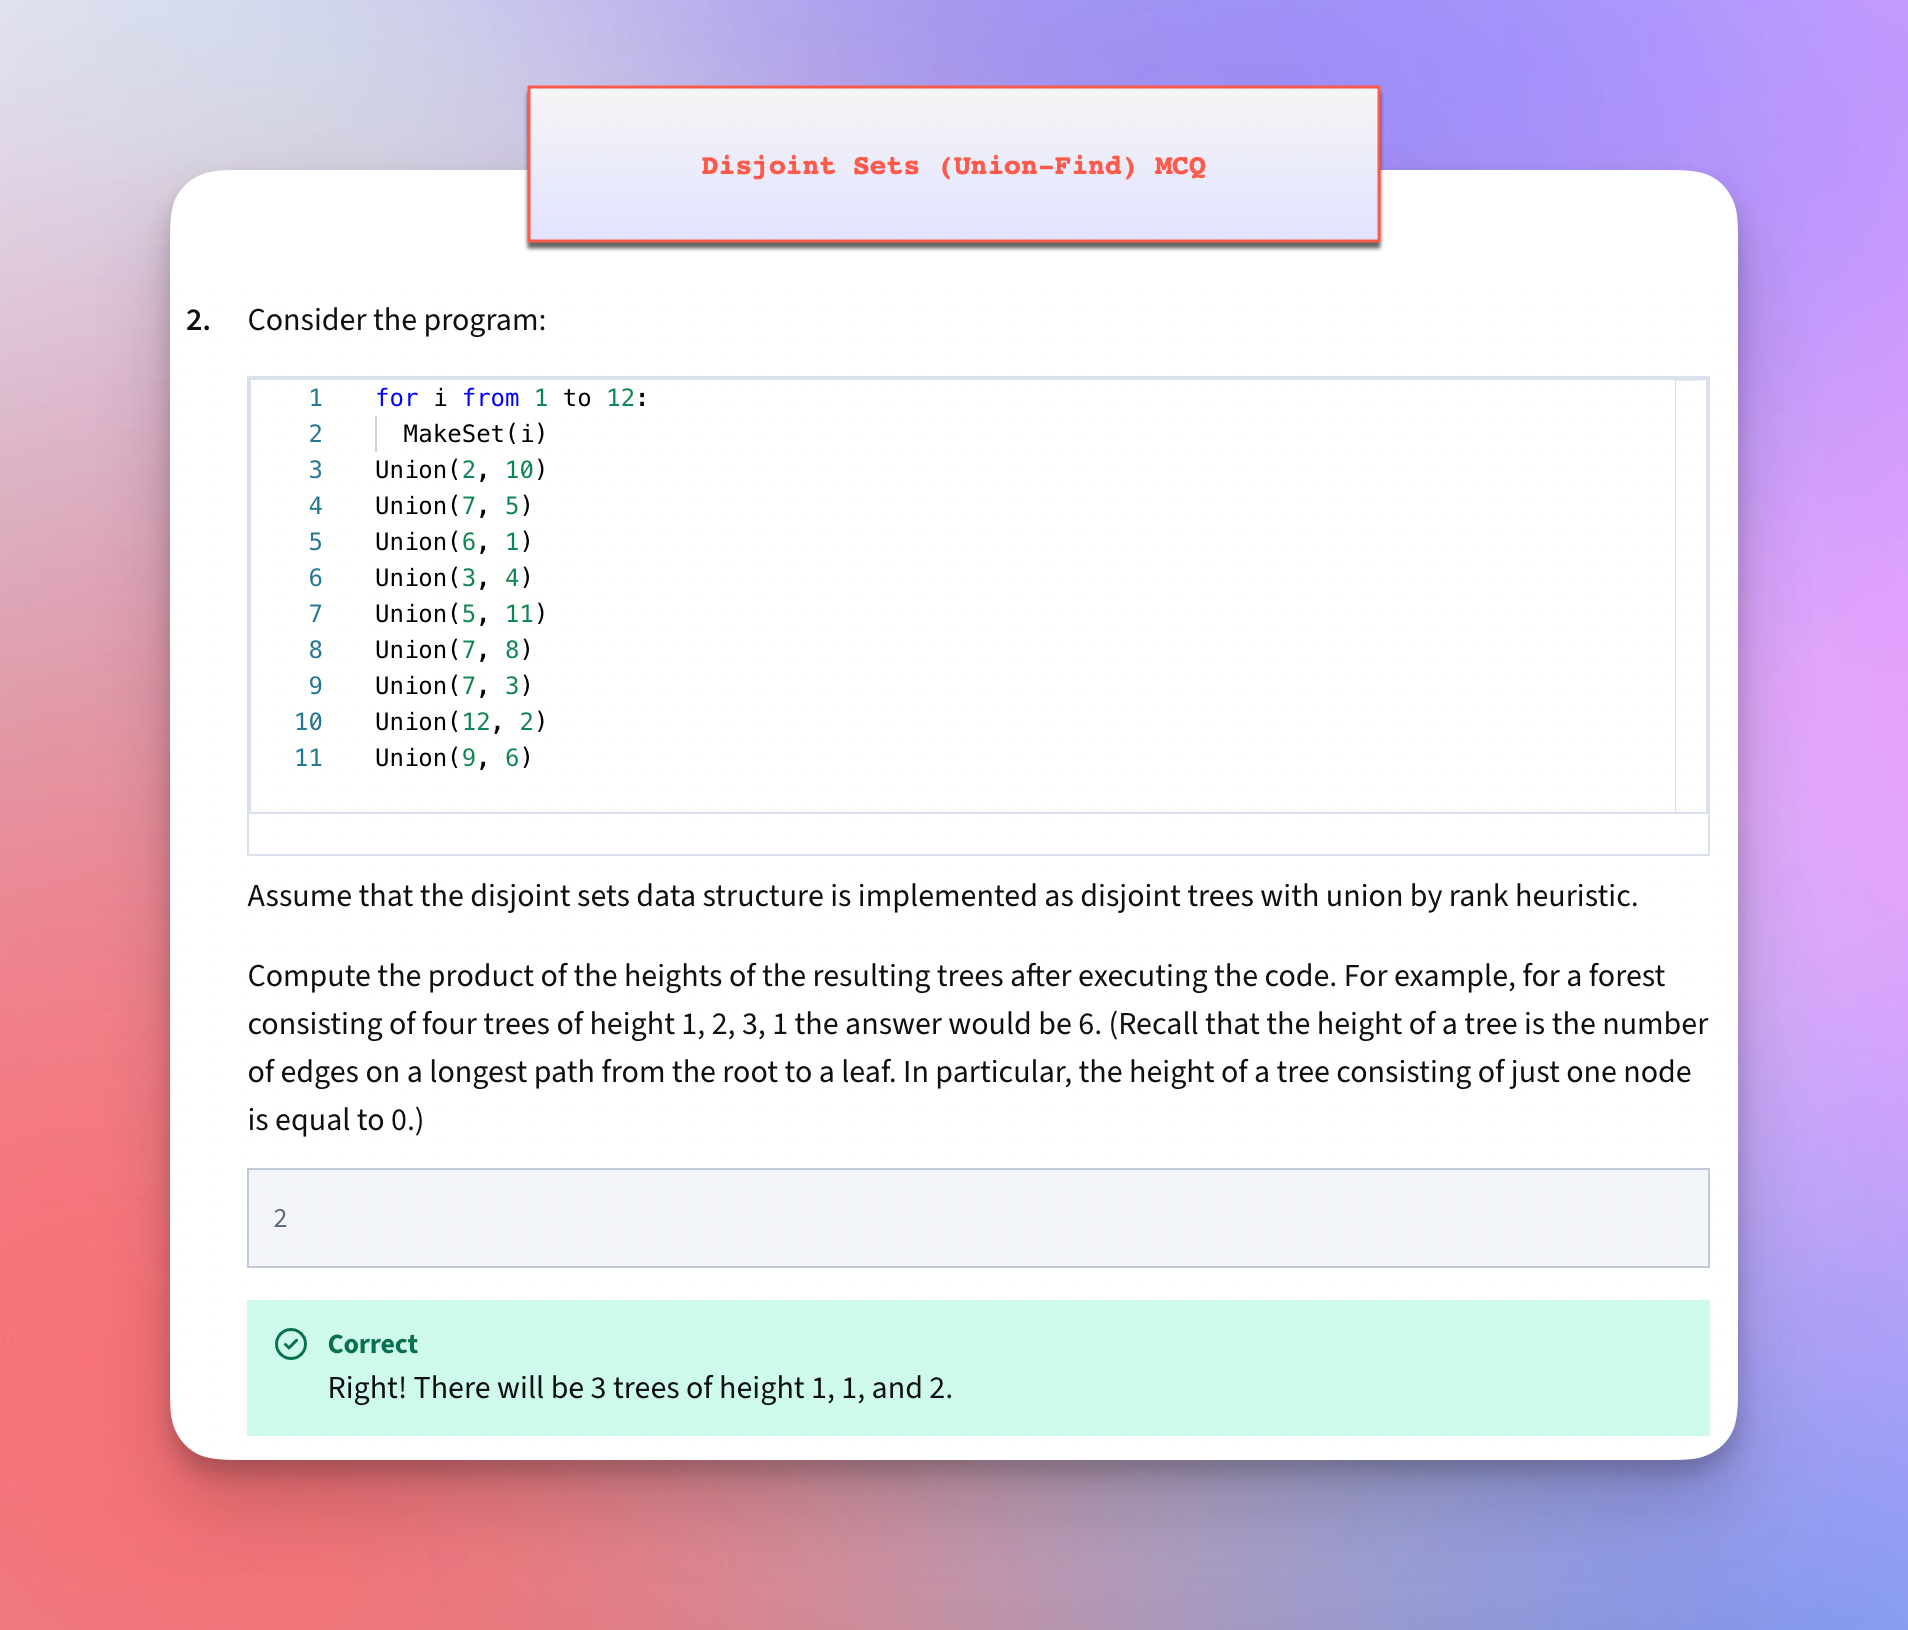 Disjoint Sets (Union-Find) MCQ
2. Consider the program:
1 for i from 1 to 12:
2 MakeSet(i)
3 Union(2, 10)
4 Union(7, 5)
5 Union(6, 1)
6 Union(3, 4)
7 Union(5, 11)
8 Union(7, 8)
9 Union(7, 3)
10 Union(12, 2)
11 Union(9, 6)
Assume that the disjoint sets data structure is implemented as disjoint trees with union by rank heuristic.
Compute the product of the heights of the resulting trees after executing the code. For example, for a forest
consisting of four trees of height 1, 2, 3, 1 the answer would be 6. (Recall that the height of a tree is the number
of edges on a longest path from the root to a leaf. In particular, the height of a tree consisting of just one node
is equal to 0.)
2
Correct
Right! There will be 3 trees of height 1, 1, and 2.